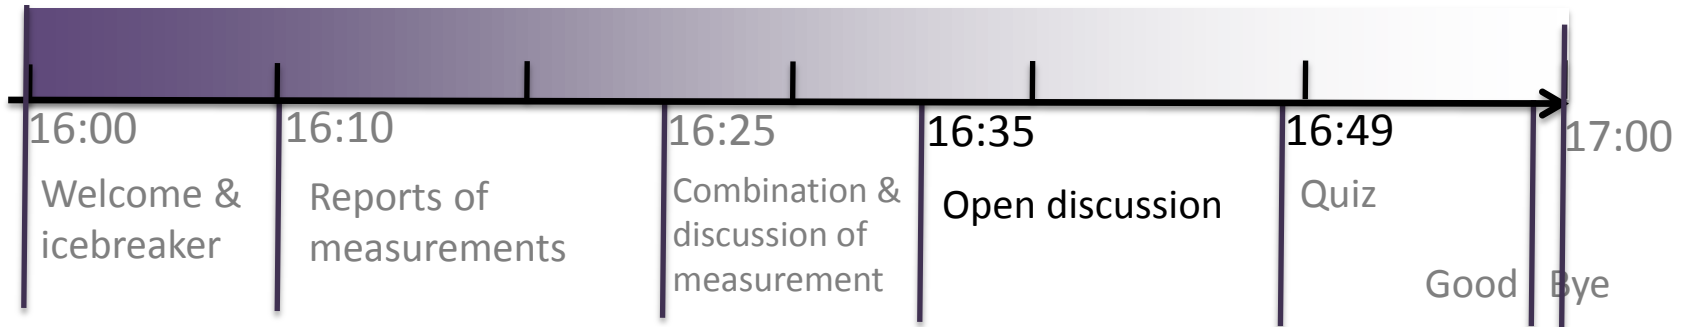 16:00
16:10
16:25
16:35
16:49
17:00
Welcome &
icebreaker
Reports of
measurements
Combination &
discussion of
measurement
Open discussion
Quiz
Good Bye